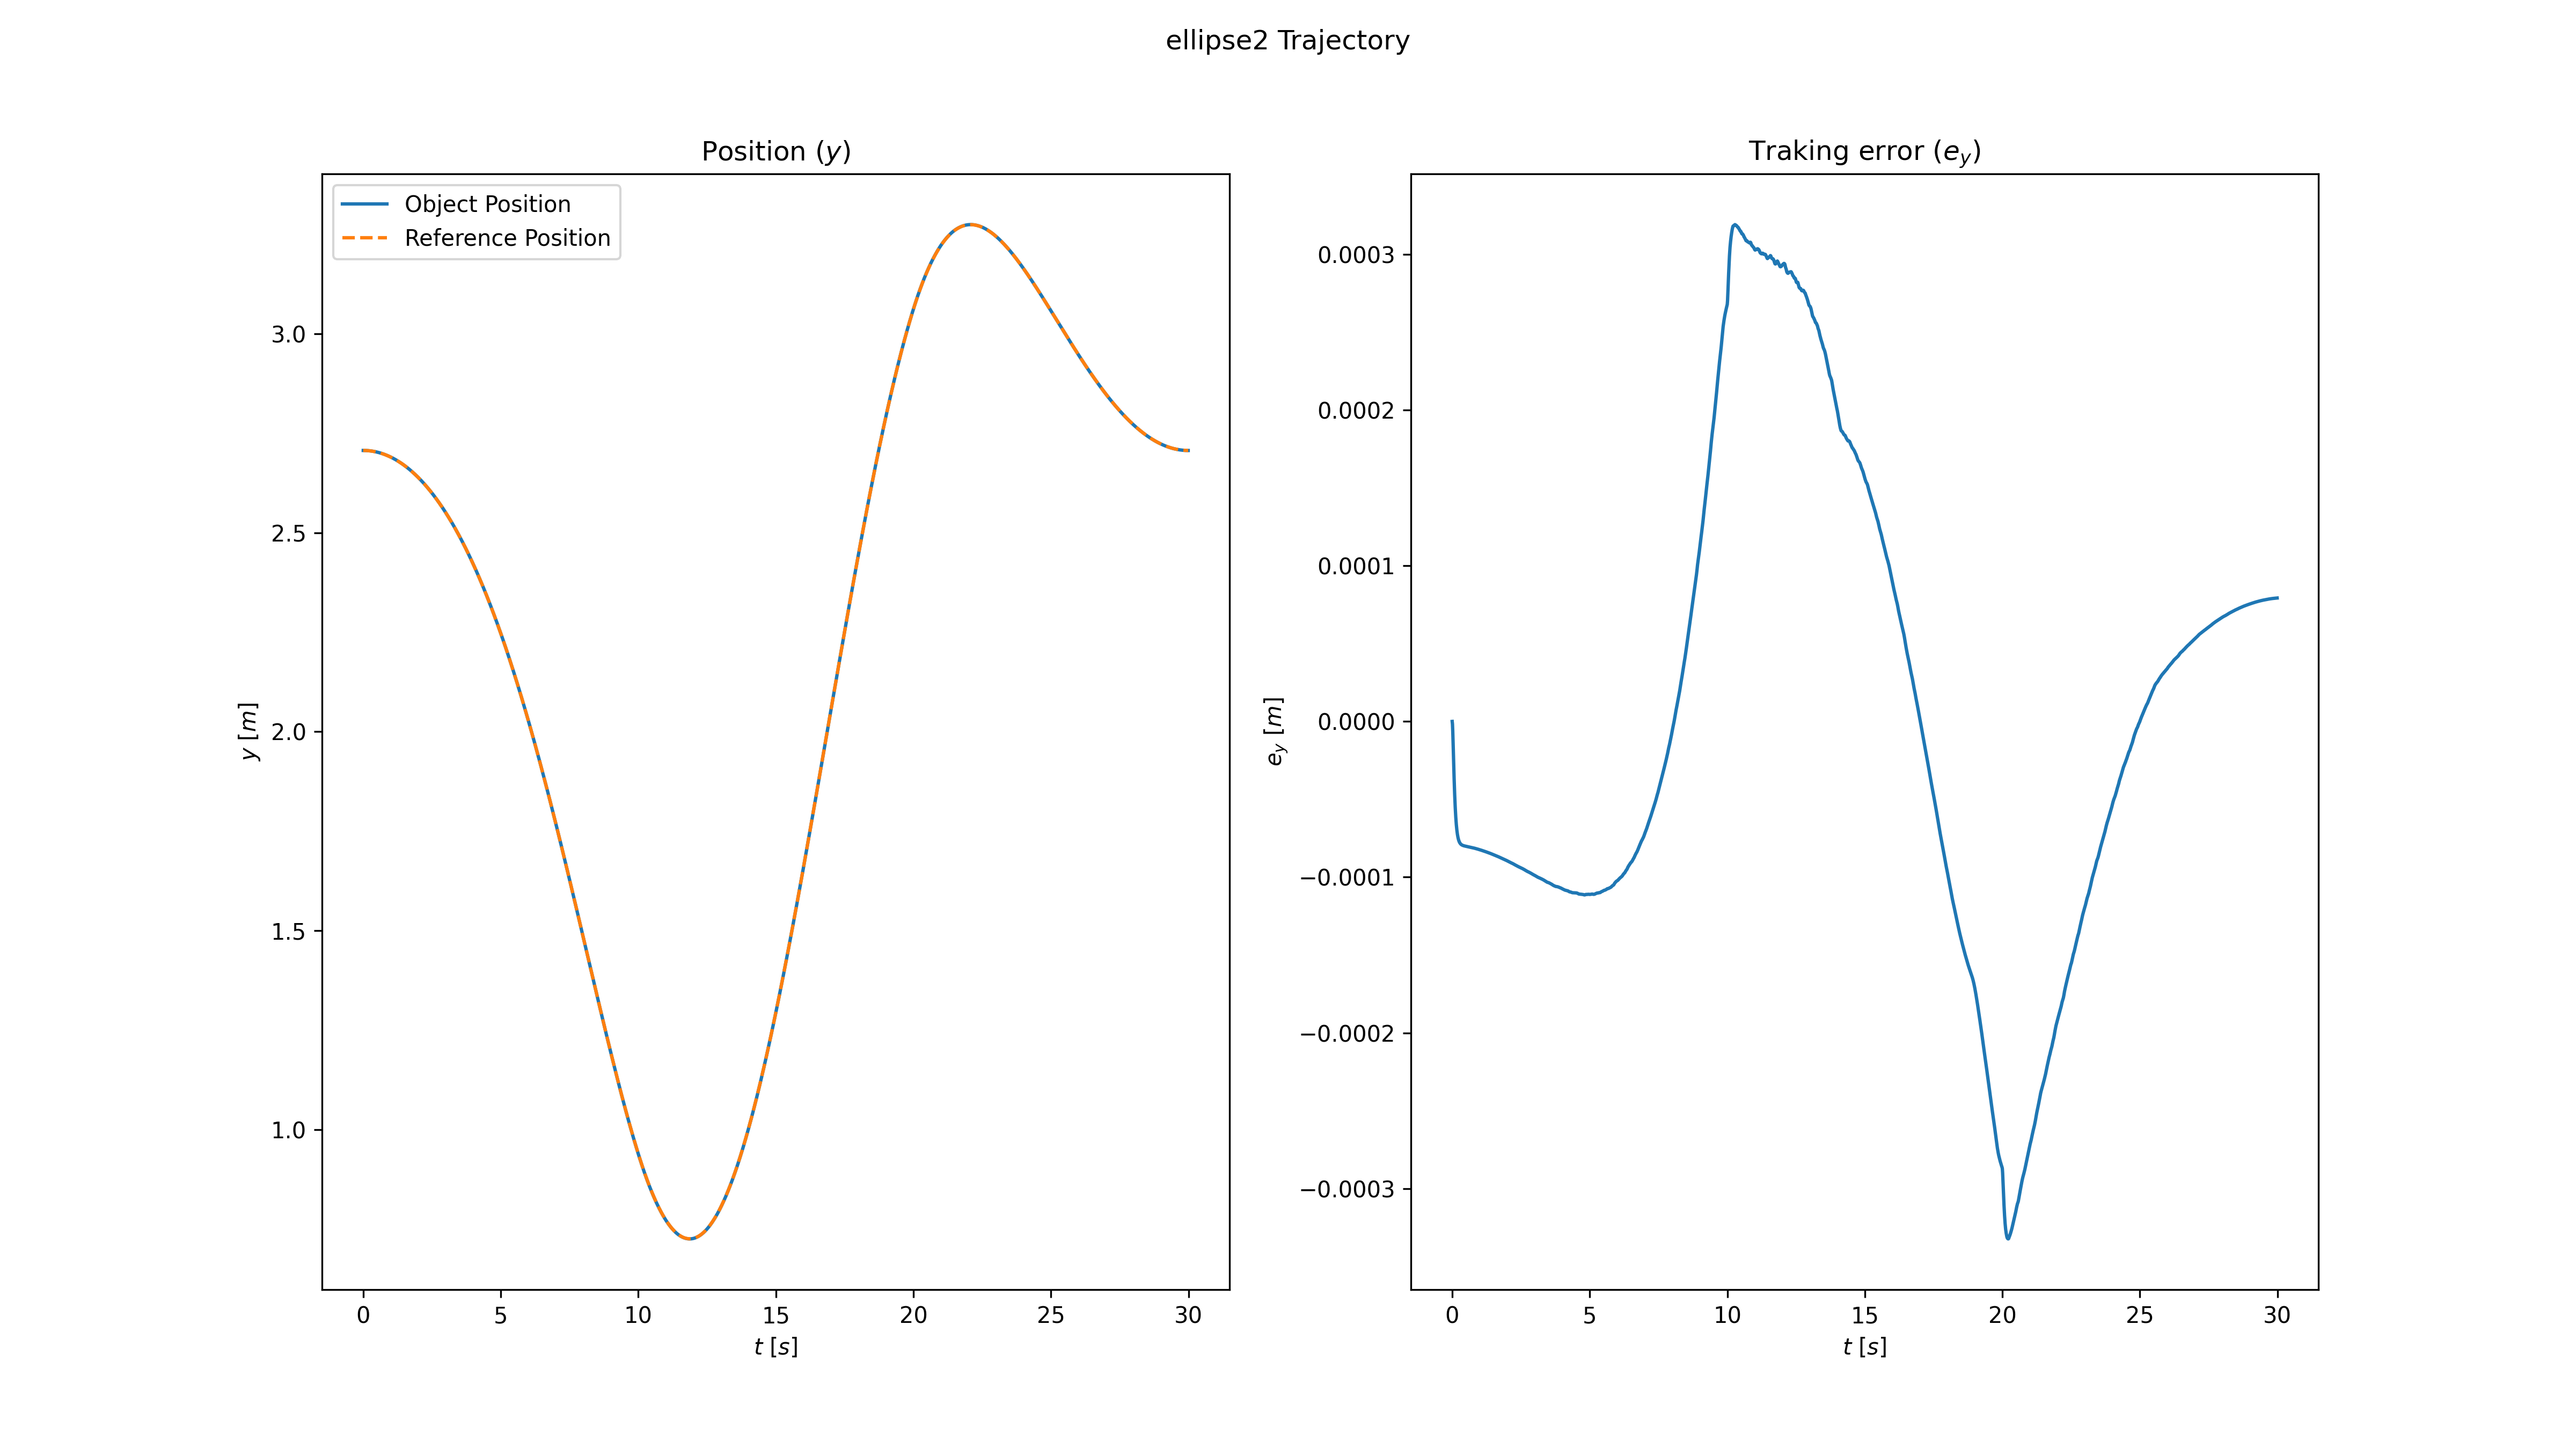 ellipse2 Trajectory
Position (y)
Object Position
Reference Position
3.0
2.5
2.0
1.5
1.0
y [m]
0 5 10 15 20 25 30
t [s]
Traking error (e_y)
0.0003
0.0002
0.0001
0.0000
−0.0001
−0.0002
−0.0003
e_y [m]
0 5 10 15 20 25 30
t [s]